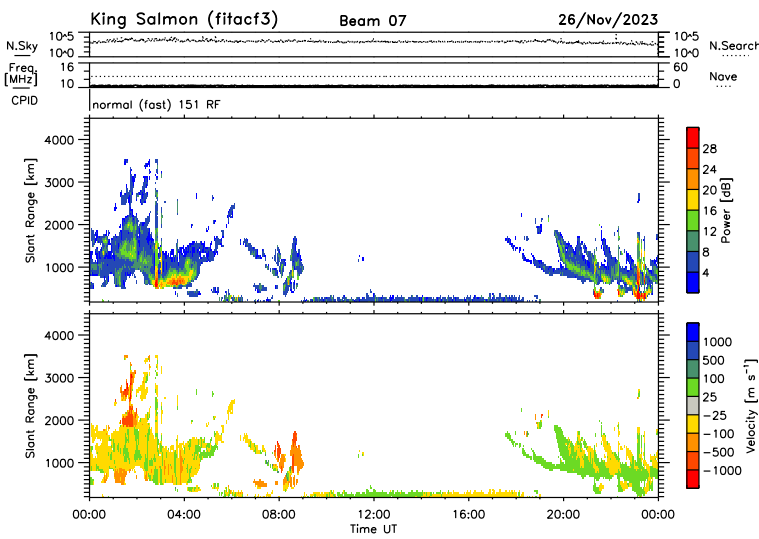 King Salmon (fitacf3) Beam 07 26/Nov/2023
N.Sky 10^5 10^0 10^5 10^0 N.Search
Freq [MHz] 16 10 60 0 Nave
CPID normal (fast) 151 RF
Slant Range [km] 4000 3000 2000 1000
Power [dB] 28 24 20 16 12 8 4
Slant Range [km] 4000 3000 2000 1000
Velocity [m s⁻¹] 1000 500 100 25 −25 −100 −500 −1000
00:00 04:00 08:00 12:00 16:00 20:00 00:00
Time UT